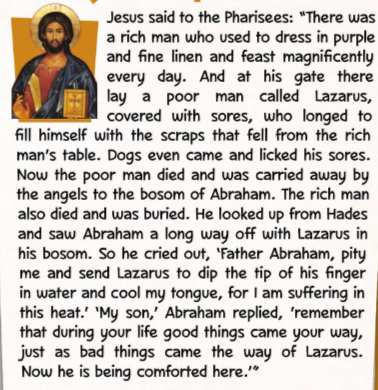 Jesus said to the Pharisees: “There was
a rich man who used to dress in purple
and fine linen and feast magnificently
every day. And at his gate there
lay a poor man called Lazarus,
covered with sores, who longed to
fill himself with the scraps that fell from the rich
man’s table. Dogs even came and licked his sores.
Now the poor man died and was carried away by
the angels to the bosom of Abraham. The rich man
also died and was buried. He looked up from Hades
and saw Abraham a long way off with Lazarus in
his bosom. So he cried out, ‘Father Abraham, pity
me and send Lazarus to dip the tip of his finger
in water and cool my tongue, for I am suffering in
this heat.’ ‘My son,’ Abraham replied, ’remember
that during your life good things came your way,
just as bad things came the way of Lazarus.
Now he is being comforted here.’”